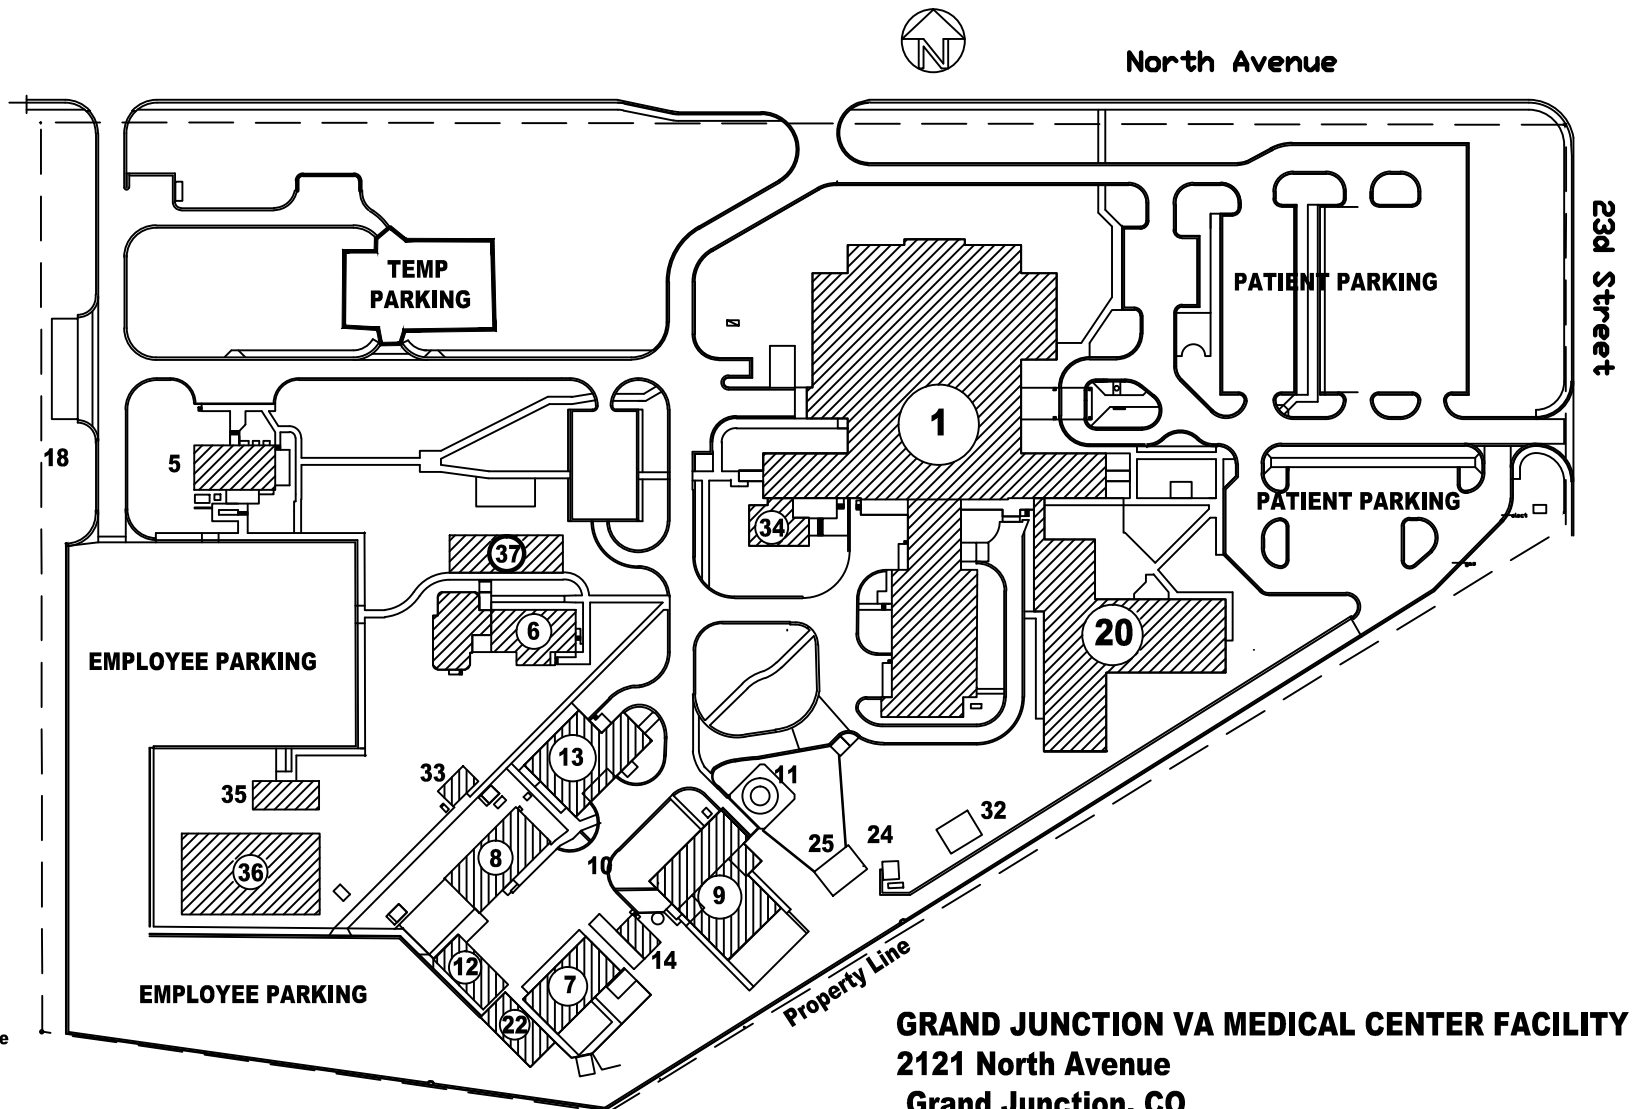 N
North Avenue
23d Street
TEMP
PARKING
PATIENT PARKING
1
18
5
PATIENT PARKING
elect
34
37
gas
6
20
EMPLOYEE PARKING
13
33
11
35
32
25
24
8
10
36
9
14
12
7
EMPLOYEE PARKING
22
Property Line
e
GRAND JUNCTION VA MEDICAL CENTER FACILITY
2121 North Avenue
Grand Junction, CO